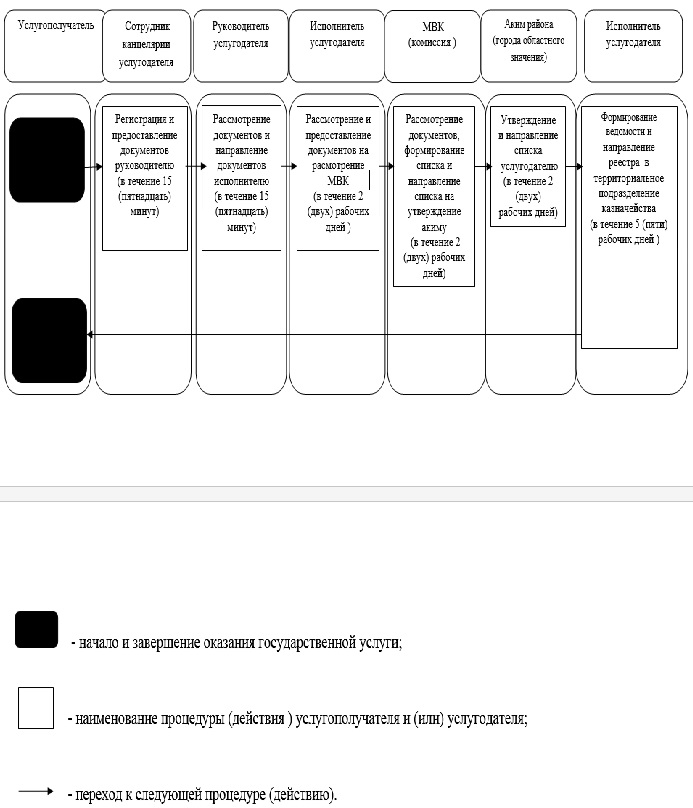 Услугополучатель
Сотрудник
канцелярии
услугодателя
Руководитель
услугодателя
Исполнитель
услугодателя
МВК
(комиссия )
Аким района
(города областного
значения)
Исполнитель
услугодателя
Регистрация и
предоставление
документов
руководителю
(в течение 15
(пятнадцать)
минут)
Рассмотрение
документов и
направление
документов
исполнителю
(в течение 15
(пятнадцать)
минут)
Рассмотрение и
предоставление
документов на
расмотрение
МВК
(в течение 2
(двух) рабочих
дней )
Рассмотрение
документов,
формирование
списка и
направление
списка на
утверждение
акиму
(в течение 2
(двух) рабочих
дней)
Утверждение
и направление
списка
услугодателю
(в течение 2
(двух)
рабочих дней)
Формирование
ведомости и
направление
реестра в
территориальное
подразделение
казначейства
(в течение 5 (пяти)
рабочих дней )
- начало и завершение оказания государственной услуги;
- наименование процедуры (действия ) услугополучателя и (или) услугодателя;
- переход к следующей процедуре (действию).